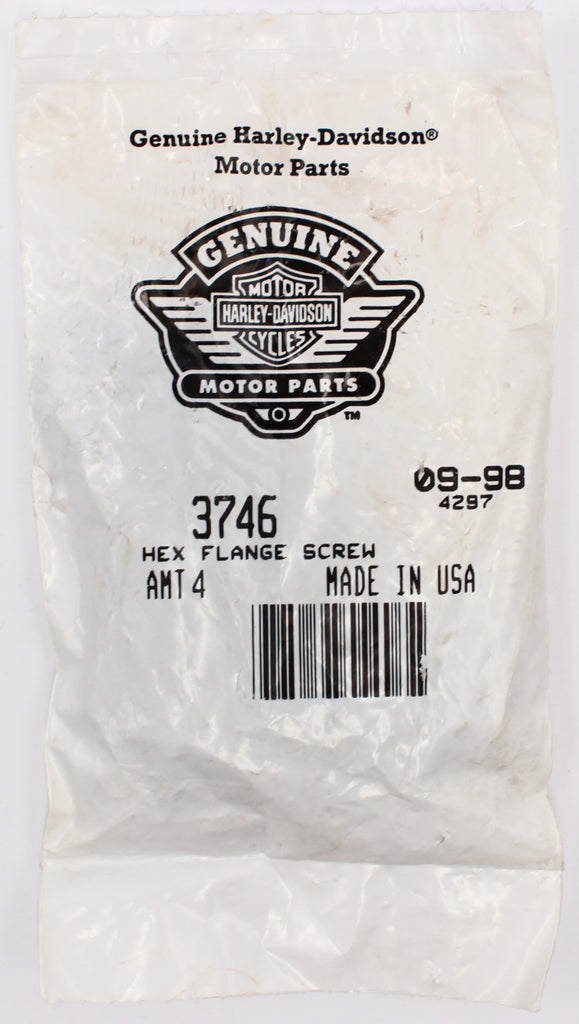 Genuine Harley-Davidson®
Motor Parts
GENUINE
MOTOR
HARLEY-DAVIDSON
CYCLES
MOTOR PARTS
™
09-98
4297
3746
HEX FLANGE SCREW
AMT 4 MADE IN USA